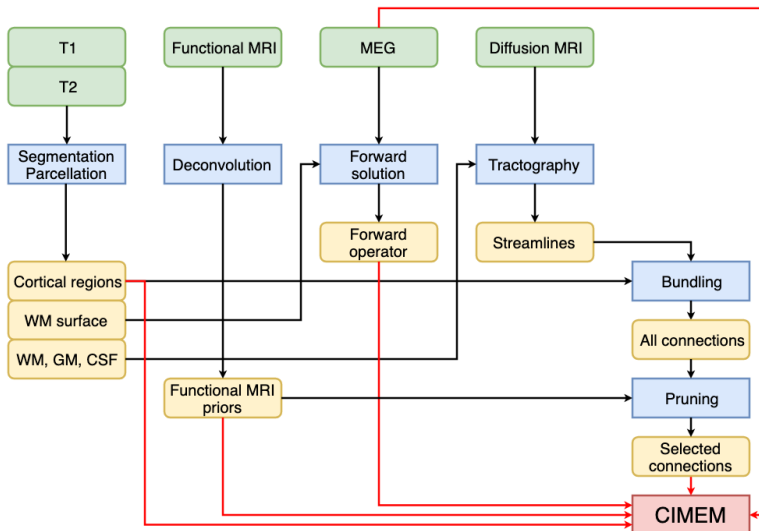 T1
Functional MRI
MEG
Diffusion MRI
T2
Segmentation
Parcellation
Deconvolution
Forward
solution
Tractography
Forward
operator
Streamlines
Cortical regions
Bundling
WM surface
All connections
WM, GM, CSF
Functional MRI
priors
Pruning
Selected
connections
CIMEM